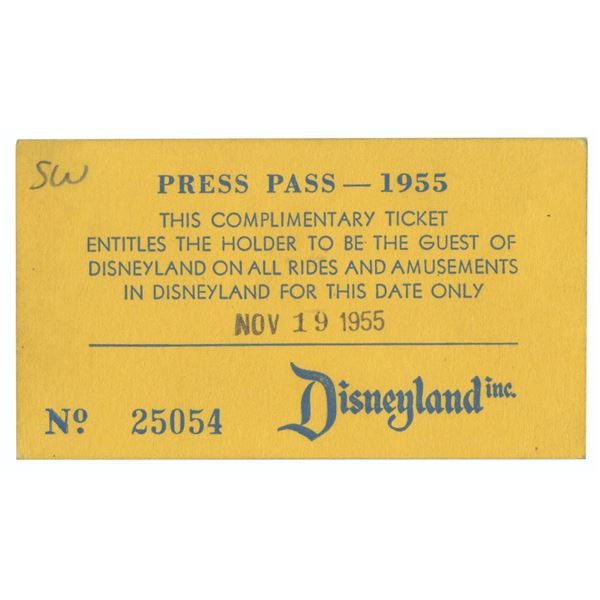 SW
PRESS PASS — 1955
THIS COMPLIMENTARY TICKET
ENTITLES THE HOLDER TO BE THE GUEST OF
DISNEYLAND ON ALL RIDES AND AMUSEMENTS
IN DISNEYLAND FOR THIS DATE ONLY
NOV 19 1955
Nº 25054
Disneyland inc.